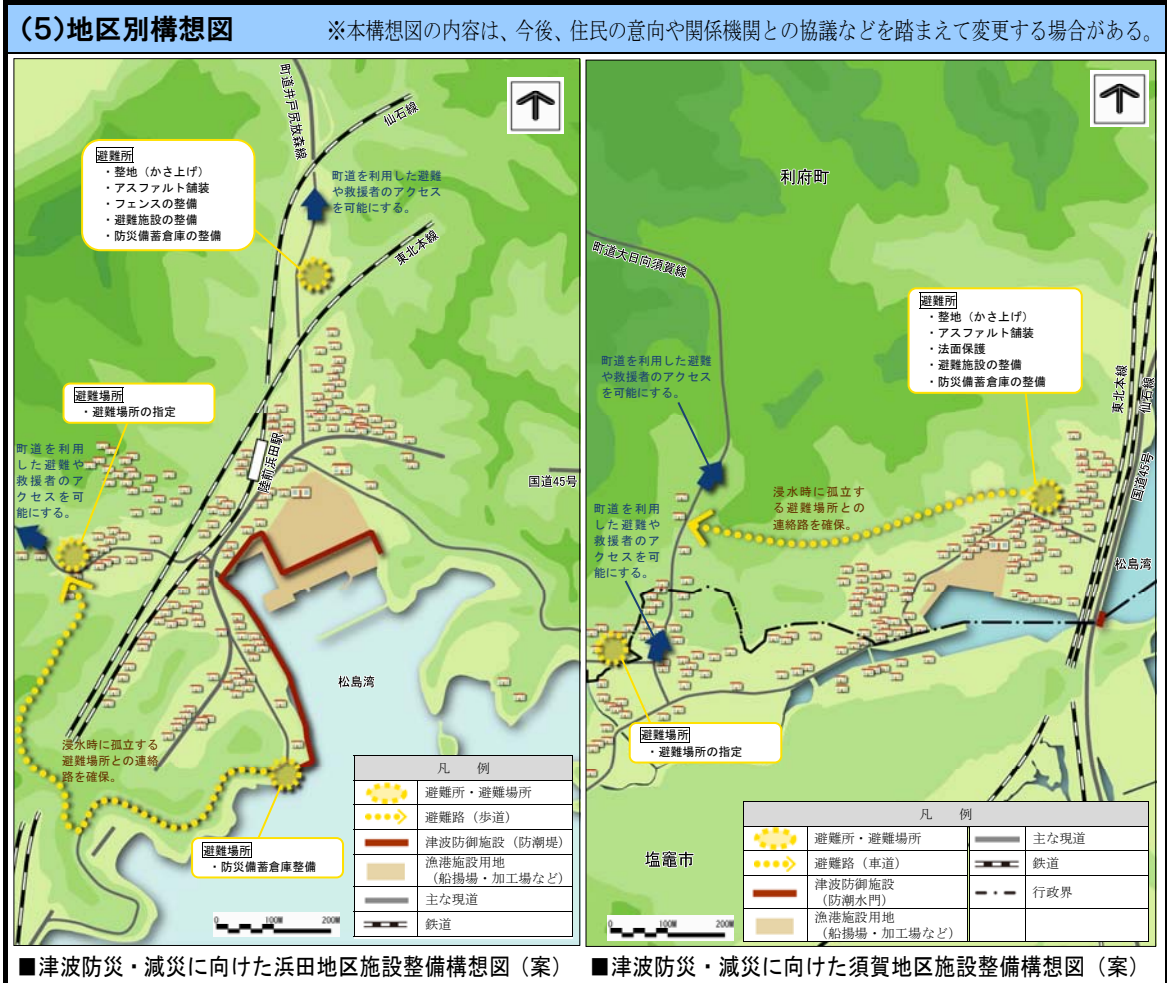 (5)地区別構想図
※本構想図の内容は、今後、住民の意向や関係機関との協議などを踏まえて変更する場合がある。
町道井戸尻放森線
仙石線
避難所
・整地（かさ上げ）
・アスファルト舗装
・フェンスの整備
・避難施設の整備
・防災備蓄倉庫の整備
町道を利用した避難
や救援者のアクセス
を可能にする。
東北本線
避難場所
・避難場所の指定
町道を利用
した避難や
救援者のア
クセスを可
能にする。
陸前浜田駅
国道45号
松島湾
浸水時に孤立する
避難場所との連絡
路を確保。
避難場所
・防災備蓄倉庫整備
凡 例
避難所・避難場所
避難路（歩道）
津波防御施設（防潮堤）
漁港施設用地
（船揚場・加工場など）
主な現道
鉄道
0 100M 200M
■津波防災・減災に向けた浜田地区施設整備構想図（案）
利府町
町道大日向須賀線
避難所
・整地（かさ上げ）
・アスファルト舗装
・法面保護
・避難施設の整備
・防災備蓄倉庫の整備
町道を利用した避難
や救援者のアクセス
を可能にする。
東北本線
仙石線
国道45号
浸水時に孤立す
る避難場所との
連絡路を確保。
町道を利用
した避難や
救援者のア
クセスを可
能にする。
松島湾
避難場所
・避難場所の指定
塩竈市
凡 例
避難所・避難場所
主な現道
避難路（車道）
鉄道
津波防御施設
（防潮水門）
行政界
漁港施設用地
（船揚場・加工場など）
0 100M 200M
■津波防災・減災に向けた須賀地区施設整備構想図（案）